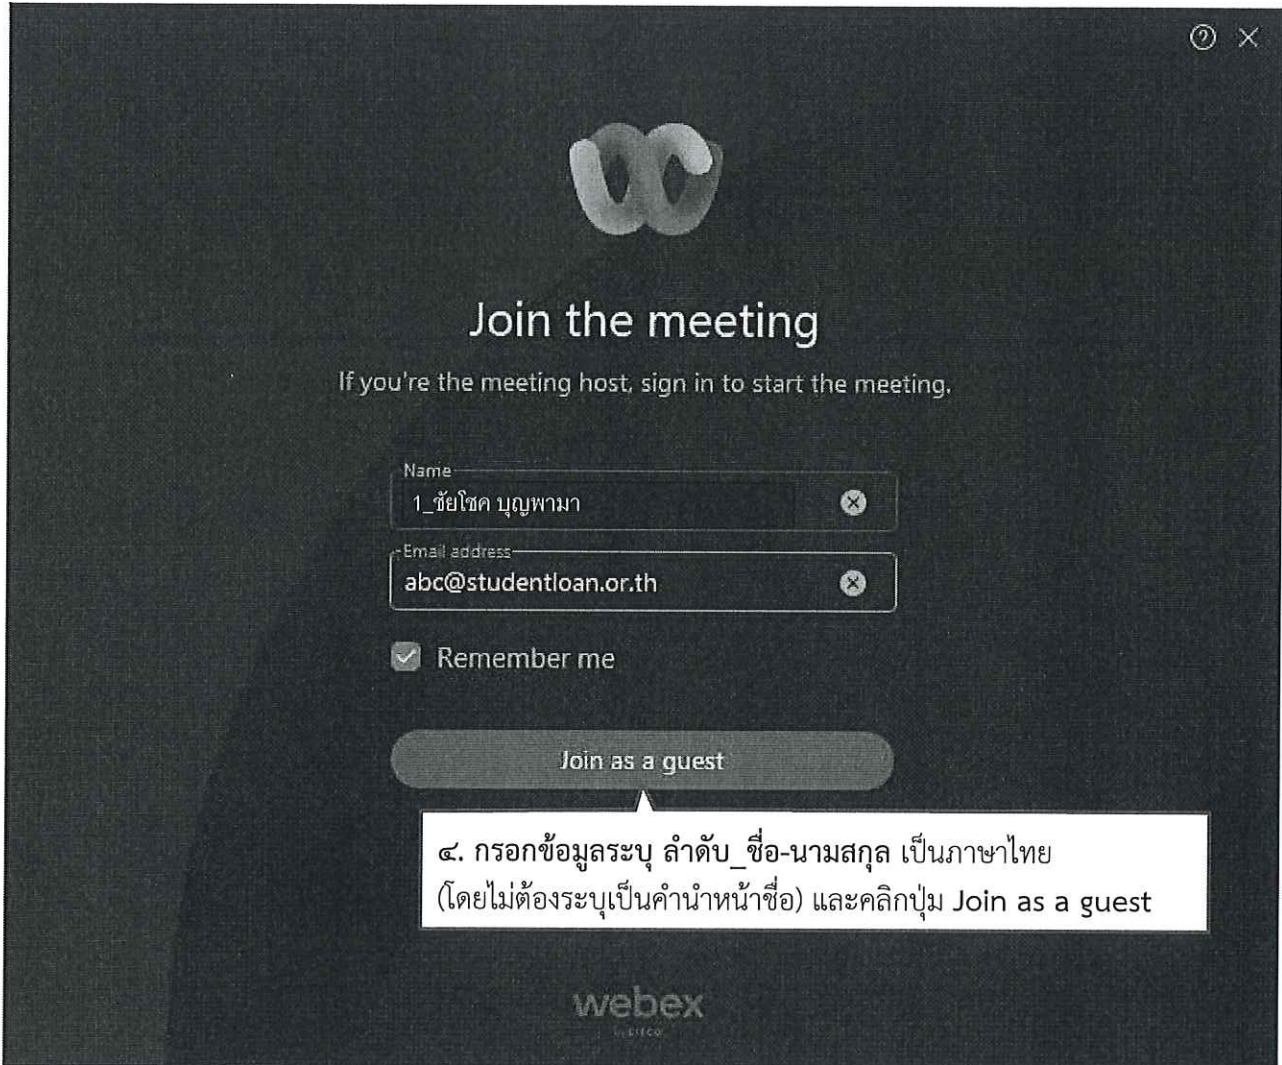 Join the meeting
If you're the meeting host, sign in to start the meeting.
Name
1_ชัยโชค บุญพามา
Email address
abc@studentloan.or.th
Remember me
Join as a guest
๔. กรอกข้อมูลระบุ ลำดับ_ชื่อ-นามสกุล เป็นภาษาไทย
(โดยไม่ต้องระบุเป็นคำนำหน้าชื่อ) และคลิกปุ่ม Join as a guest
webex
by CISCO